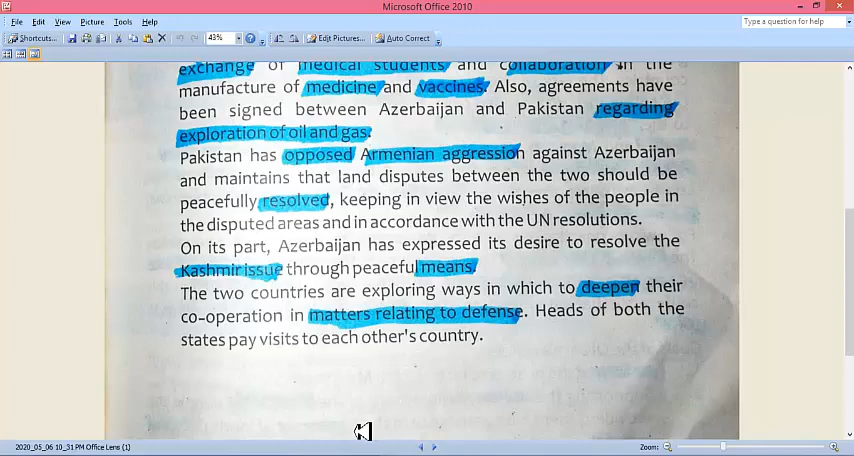 Microsoft Office 2010
File Edit View Picture Tools Help
Type a question for help
Shortcuts... 43% Edit Pictures... Auto Correct
exchange of medical students and collaboration in the
manufacture of medicine and vaccines. Also, agreements have
been signed between Azerbaijan and Pakistan regarding
exploration of oil and gas.
Pakistan has opposed Armenian aggression against Azerbaijan
and maintains that land disputes between the two should be
peacefully resolved, keeping in view the wishes of the people in
the disputed areas and in accordance with the UN resolutions.
On its part, Azerbaijan has expressed its desire to resolve the
Kashmir issue through peaceful means.
The two countries are exploring ways in which to deepen their
co-operation in matters relating to defense. Heads of both the
states pay visits to each other's country.
2020_05_06 10_31 PM Office Lens (1) Zoom: